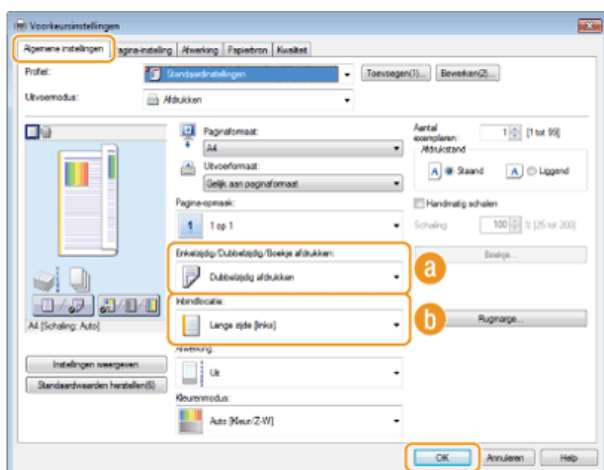 Voorkeursinstellingen
Algemene instellingen Pagina-instelling Afwerking Papierbron Kwaliteit
Profiel: Standaardinstellingen Toevoegen(1)... Bewerken(2)...
Uitvoermodus: Afdrukken
Paginaformaat:
A4
Uitvoerformaat:
Gelijk aan paginaformaat
Aantal exemplaren: 1 [1 tot 99]
Afdrukstand
A Staand A Liggend
Pagina-opmaak:
1 1 op 1
Handmatig schalen
Schaling: 100 % [25 tot 200]
Enkelzijdig/Dubbelzijdig/Boekje afdrukken:
Dubbelzijdig afdrukken
a
Boekje...
Inbindlocatie:
Lange zijde [links]
b
Rugmarge...
A4 [Schaling: Auto]
Afwerking:
Uit
Instellingen weergeven
Standaardwaarden herstellen(6)
Kleurenmodus:
Auto [Kleur/Z-W]
OK Annuleren Help